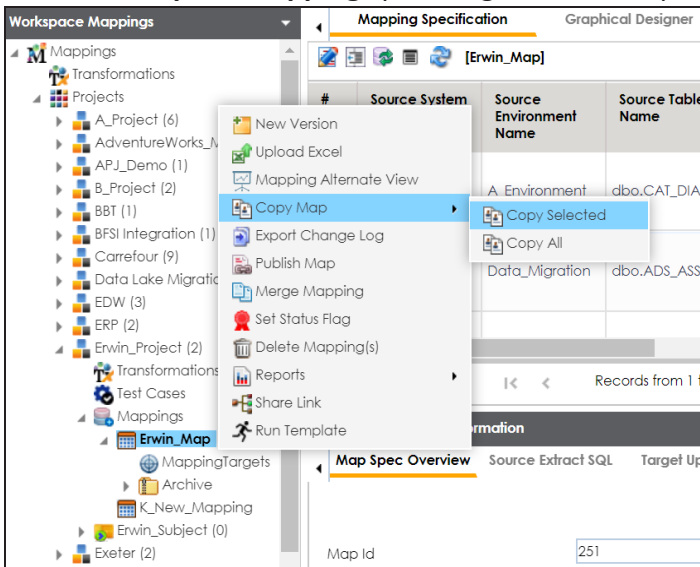 Workspace Mappings
Mappings
Transformations
Projects
A_Project (6)
AdventureWorks_M
APJ_Demo (1)
B_Project (2)
BBT (1)
BFSI Integration (1)
Carrefour (9)
Data Lake Migratio
EDW (3)
ERP (2)
Erwin_Project (2)
Transformations
Test Cases
Mappings
Erwin_Map
MappingTargets
Archive
K_New_Mapping
Erwin_Subject (0)
Exeter (2)
New Version
Upload Excel
Mapping Alternate View
Copy Map
Export Change Log
Publish Map
Merge Mapping
Set Status Flag
Delete Mapping(s)
Reports
Share Link
Run Template
Copy Selected
Copy All
Mapping Specification Graphical Designer
[Erwin_Map]
# Source System Source Environment Name Source Table Name
A_Environment dbo.CAT_DIA
Data_Migration dbo.ADS_ASS
Records from 1 t
ormation
Map Spec Overview Source Extract SQL Target Up
Map Id 251